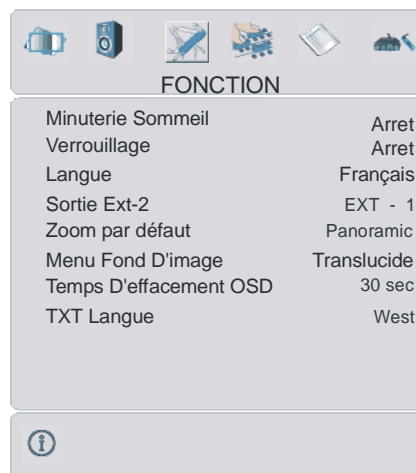 FONCTION
Minuterie Sommeil Arret
Verrouillage Arret
Langue Français
Sortie Ext-2 EXT - 1
Zoom par défaut Panoramic
Menu Fond D'image Translucide
Temps D'effacement OSD 30 sec
TXT Langue West